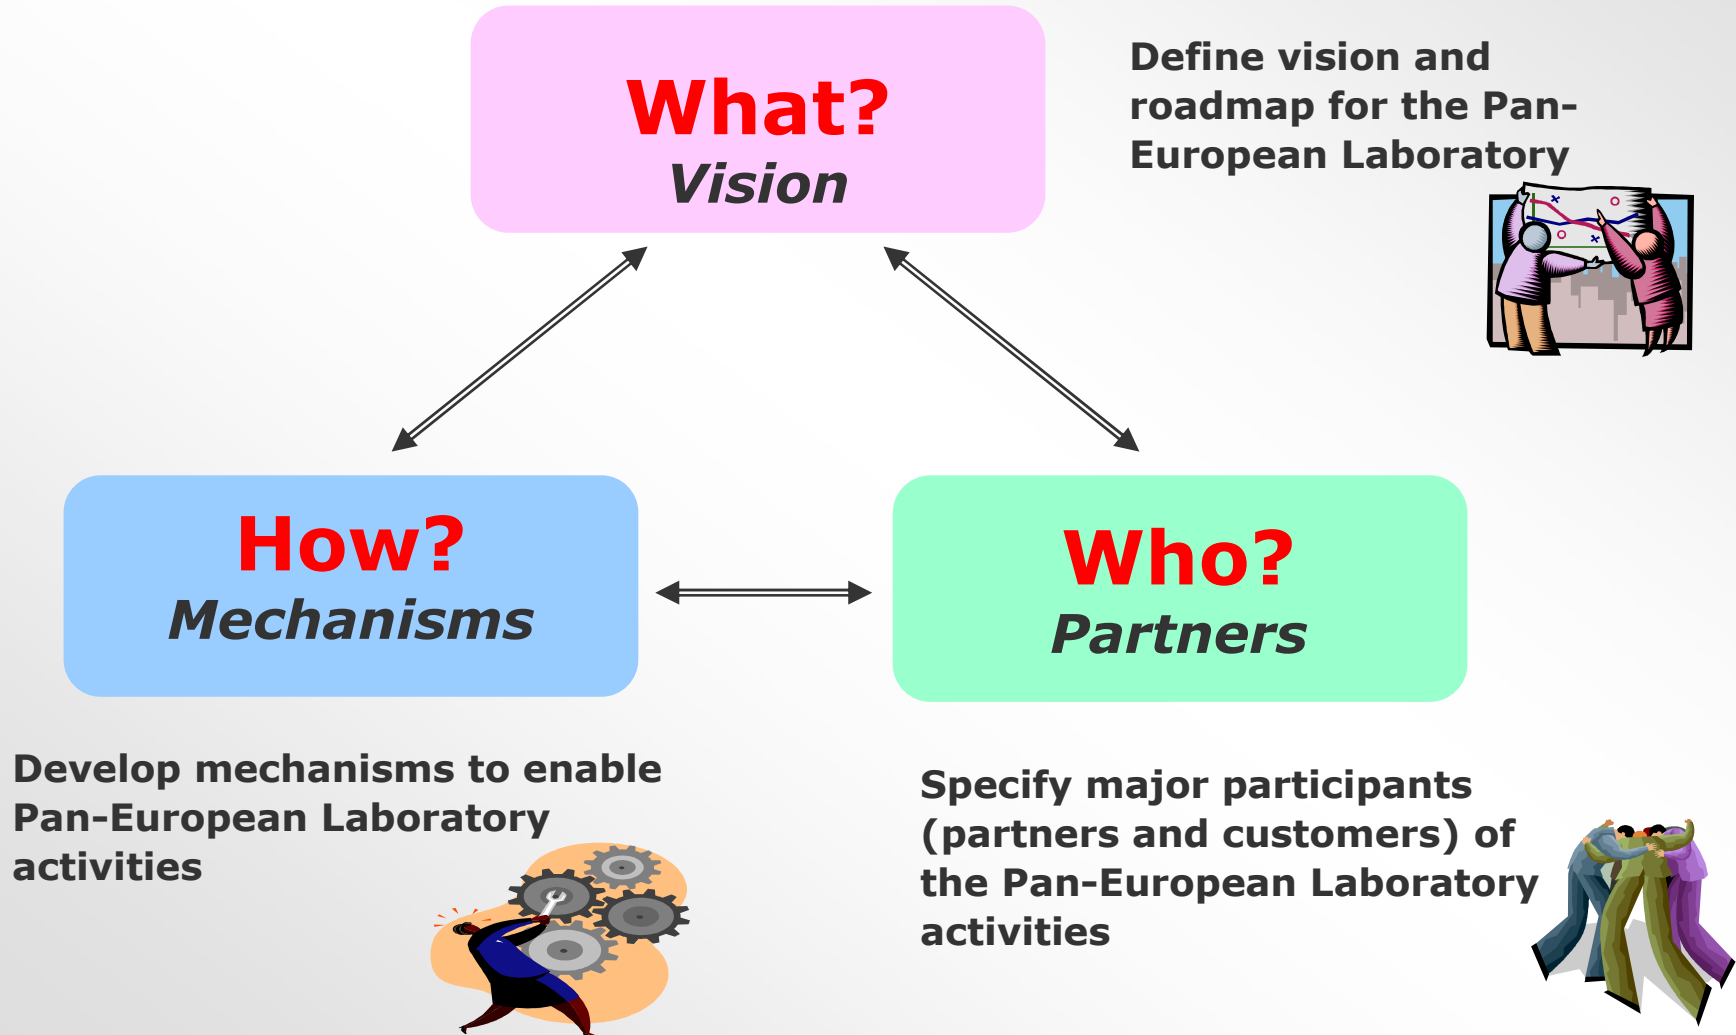 What?
Vision
Define vision and
roadmap for the Pan-
European Laboratory
How?
Mechanisms
Who?
Partners
Develop mechanisms to enable
Pan-European Laboratory
activities
Specify major participants
(partners and customers) of
the Pan-European Laboratory
activities